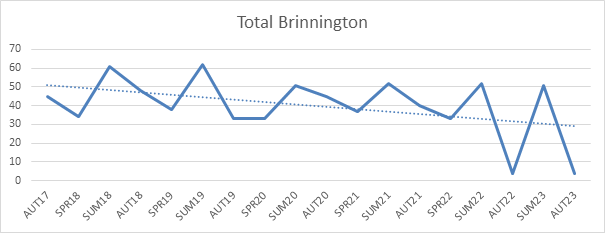 Total Brinnington
70
60
50
40
30
20
10
0
AUT17
SPR18
SUM18
AUT18
SPR19
SUM19
AUT19
SPR20
SUM20
AUT20
SPR21
SUM21
AUT21
SPR22
SUM22
AUT22
SUM23
AUT23